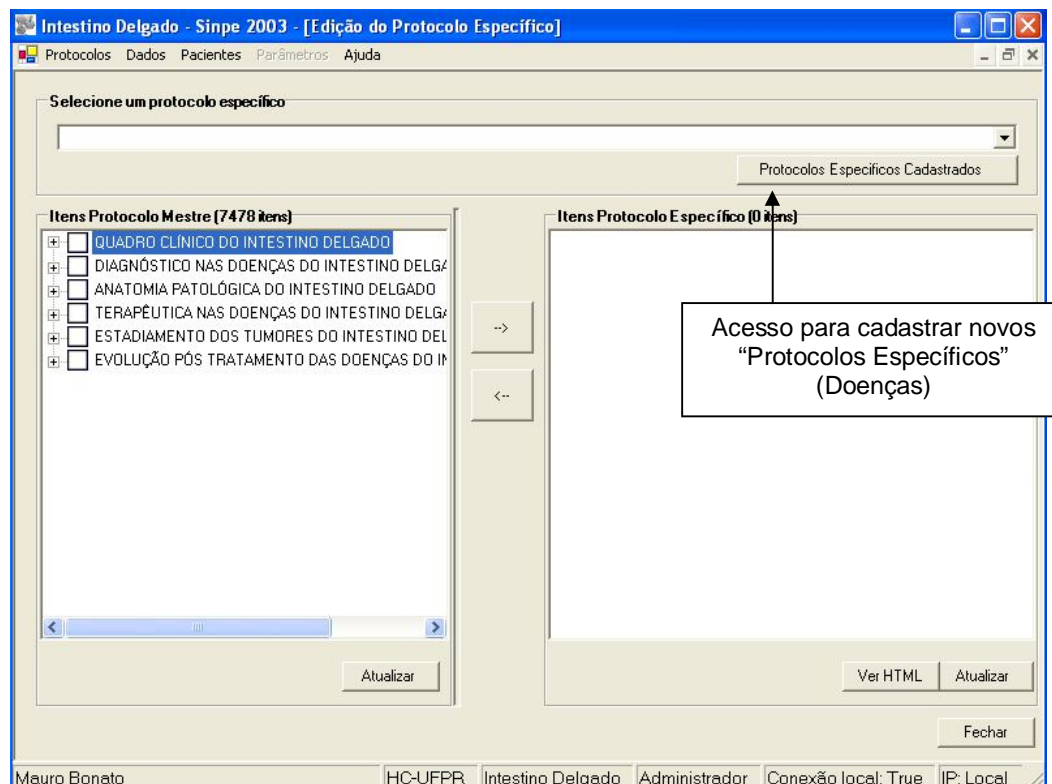 Intestino Delgado - Sinpe 2003 - [Edição do Protocolo Específico]
Protocolos Dados Pacientes Parâmetros Ajuda
Selecione um protocolo específico
Protocolos Especificos Cadastrados
Itens Protocolo Mestre (7478 itens)
QUADRO CLÍNICO DO INTESTINO DELGADO
DIAGNÓSTICO NAS DOENÇAS DO INTESTINO DELGA
ANATOMIA PATOLÓGICA DO INTESTINO DELGADO
TERAPÊUTICA NAS DOENÇAS DO INTESTINO DELGA
ESTADIAMENTO DOS TUMORES DO INTESTINO DEL
EVOLUÇÃO PÓS TRATAMENTO DAS DOENÇAS DO IN
Atualizar
-->
<--
Itens Protocolo Específico (0 itens)
Acesso para cadastrar novos
“Protocolos Específicos”
(Doenças)
Ver HTML Atualizar
Fechar
Mauro Bonato HC-UFPR Intestino Delgado Administrador Conexão local: True IP: Local